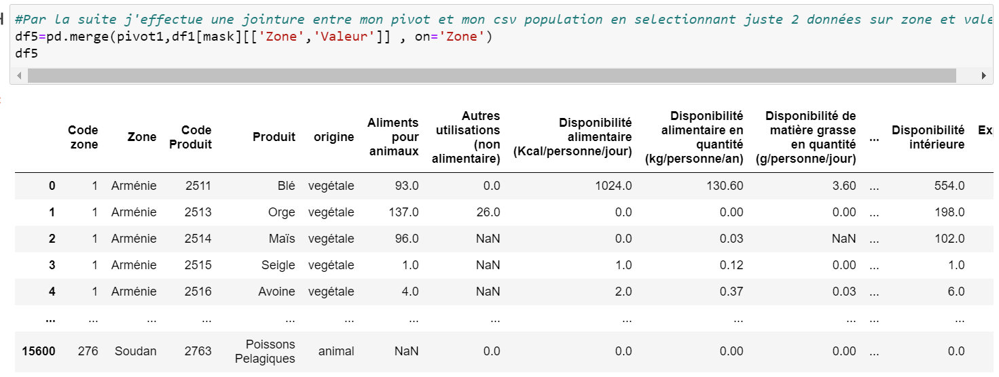 #Par la suite j'effectue une jointure entre mon pivot et mon csv population en selectionnant juste 2 données sur zone et vale
df5=pd.merge(pivot1,df1[mask][['Zone','Valeur']] , on='Zone')
df5
Code zone Zone Code Produit Produit origine Aliments pour animaux Autres utilisations (non alimentaire) Disponibilité alimentaire (Kcal/personne/jour) Disponibilité alimentaire en quantité (kg/personne/an) Disponibilité de matière grasse en quantité (g/personne/jour) ... Disponibilité intérieure
0 1 Arménie 2511 Blé vegétale 93.0 0.0 1024.0 130.60 3.60 ... 554.0
1 1 Arménie 2513 Orge vegétale 137.0 26.0 0.0 0.00 0.00 ... 198.0
2 1 Arménie 2514 Maïs vegétale 96.0 NaN 0.0 0.03 NaN ... 102.0
3 1 Arménie 2515 Seigle vegétale 1.0 NaN 1.0 0.12 0.00 ... 1.0
4 1 Arménie 2516 Avoine vegétale 4.0 NaN 2.0 0.37 0.03 ... 6.0
... ... ... ... ... ... ... ... ... ... ... ... ...
15600 276 Soudan 2763 Poissons Pelagiques animal NaN 0.0 0.0 0.00 0.00 ... 0.0